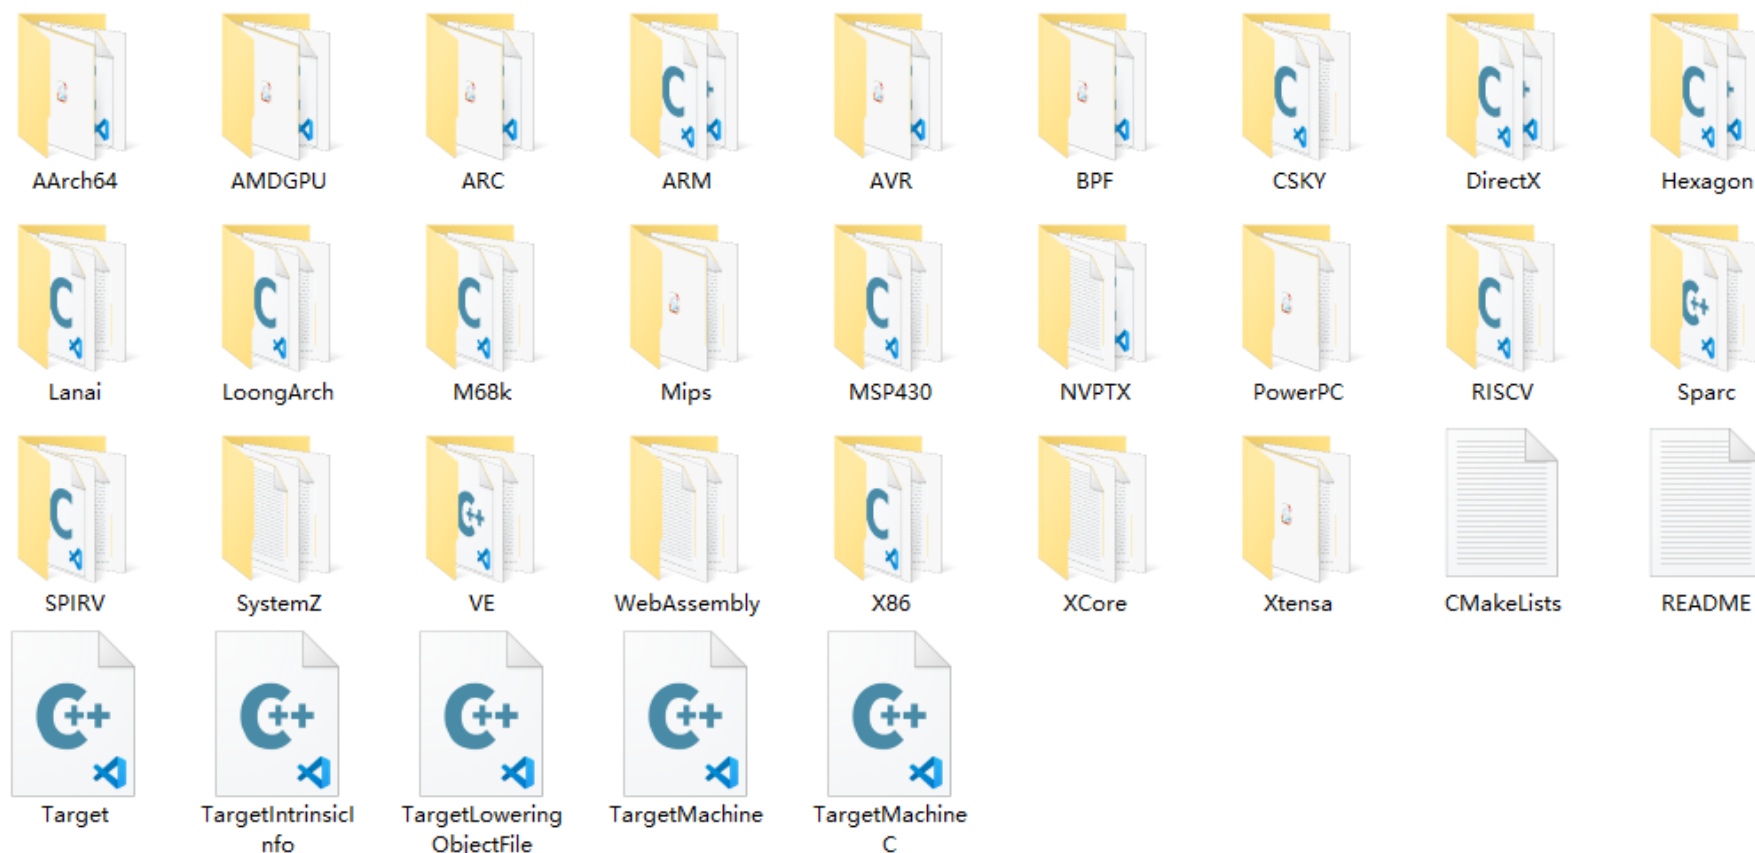 AArch64 AMDGPU ARC ARM AVR BPF CSKY DirectX Hexagon
Lanai LoongArch M68k Mips MSP430 NVPTX PowerPC RISCV Sparc
SPIRV SystemZ VE WebAssembly X86 XCore Xtensa CMakeLists README
Target TargetIntrinsicI TargetLowering TargetMachine TargetMachine
nfo ObjectFile C